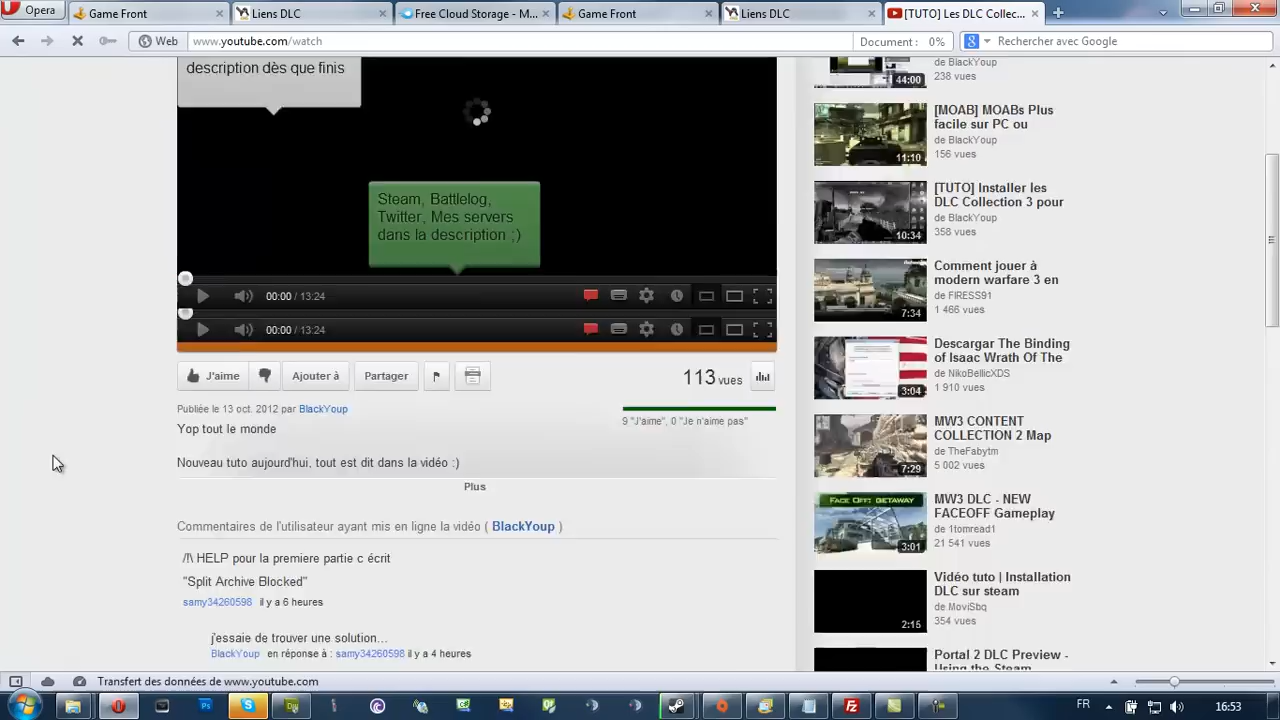 Opera
Game Front
Liens DLC
Free Cloud Storage - M...
Game Front
Liens DLC
[TUTO] Les DLC Collec...
Web
www.youtube.com/watch
Document : 0%
Rechercher avec Google
description dès que finis
Steam, Battlelog,
Twitter, Mes servers
dans la description ;)
/ 13:24
00:00 / 13:24
J'aime
Ajouter à
Partager
113 vues
Publiée le 13 oct. 2012 par BlackYoup
9 "J'aime", 0 "Je n'aime pas"
Yop tout le monde
Nouveau tuto aujourd'hui, tout est dit dans la vidéo :)
Plus
Commentaires de l'utilisateur ayant mis en ligne la vidéo ( BlackYoup )
/!\ HELP pour la premiere partie c écrit
"Split Archive Blocked"
samy34260598 il y a 6 heures
j'essaie de trouver une solution...
BlackYoup en réponse à : samy34260598 il y a 4 heures
44:00
de BlackYoup
238 vues
11:10
[MOAB] MOABs Plus
facile sur PC ou
de BlackYoup
156 vues
10:34
[TUTO] Installer les
DLC Collection 3 pour
de BlackYoup
358 vues
7:34
Comment jouer à
modern warfare 3 en
de FIRESS91
1 466 vues
3:04
Descargar The Binding
of Isaac Wrath Of The
de NikoBellicXDS
1 910 vues
7:29
MW3 CONTENT
COLLECTION 2 Map
de TheFabytm
5 002 vues
FACE OFF: GETAWAY
3:01
MW3 DLC - NEW
FACEOFF Gameplay
de 1tomread1
21 541 vues
2:15
Vidéo tuto | Installation
DLC sur steam
de MoviSbq
354 vues
Portal 2 DLC Preview -
Using the Steam
Transfert des données de www.youtube.com
FR
16:53